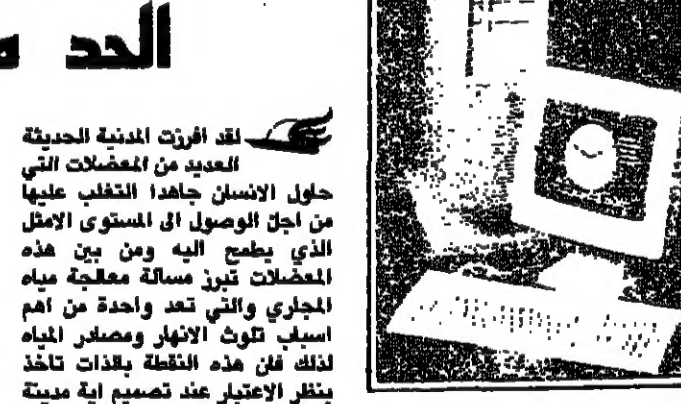 الحد
لقد افرزت المدنية الحديثة
العديد من المعضلات التي
حاول الانسان جاهدا التغلب عليها
من اجل الوصول الى المستوى الامثل
الذي يطمح اليه ومن بين هذه
المعضلات تبرز مسالة معالجة مياه
المجاري والتي تعد واحدة من اهم
اسباب تلوث الانهار ومصادر المياه
لذلك فان هذه النقطة بالذات تاخذ
بنظر الاعتبار عند تصميم اية مدينة